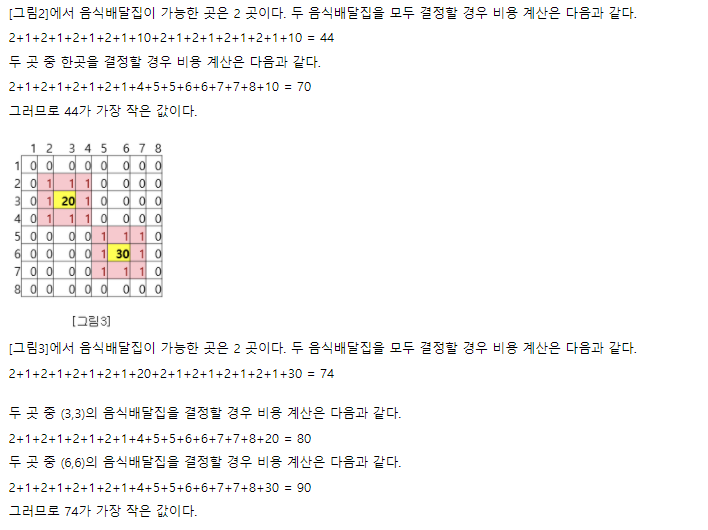 [그림2]에서 음식배달집이 가능한 곳은 2 곳이다. 두 음식배달집을 모두 결정할 경우 비용 계산은 다음과 같다.
2+1+2+1+2+1+2+1+10+2+1+2+1+2+1+2+1+10 = 44
두 곳 중 한곳을 결정할 경우 비용 계산은 다음과 같다.
2+1+2+1+2+1+2+1+4+5+5+6+6+7+7+8+10 = 70
그러므로 44가 가장 작은 값이다.
1 2 3 4 5 6 7 8
1 0 0 0 0 0 0 0 0
2 0 1 1 1 0 0 0 0
3 0 1 20 1 0 0 0 0
4 0 1 1 1 0 0 0 0
5 0 0 0 0 1 1 1 0
6 0 0 0 0 1 30 1 0
7 0 0 0 0 1 1 1 0
8 0 0 0 0 0 0 0 0
[그림3]
[그림3]에서 음식배달집이 가능한 곳은 2 곳이다. 두 음식배달집을 모두 결정할 경우 비용 계산은 다음과 같다.
2+1+2+1+2+1+2+1+20+2+1+2+1+2+1+2+1+30 = 74
두 곳 중 (3,3)의 음식배달집을 결정할 경우 비용 계산은 다음과 같다.
2+1+2+1+2+1+2+1+4+5+5+6+6+7+7+8+20 = 80
두 곳 중 (6,6)의 음식배달집을 결정할 경우 비용 계산은 다음과 같다.
2+1+2+1+2+1+2+1+4+5+5+6+6+7+7+8+30 = 90
그러므로 74가 가장 작은 값이다.